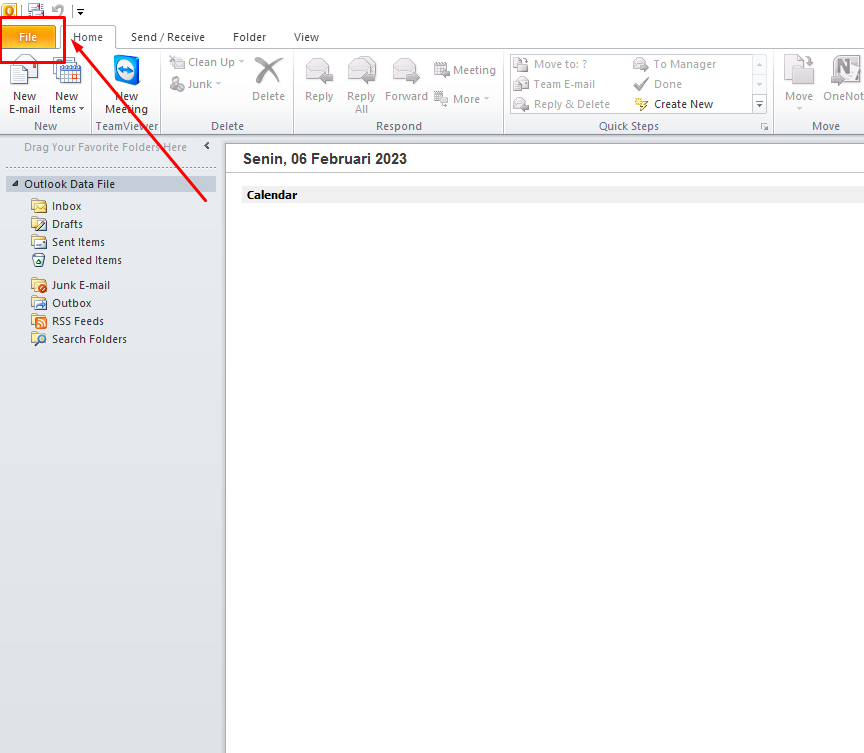 File Home Send / Receive Folder View
New E-mail
New Items
New Meeting
Clean Up
Junk
Delete
Reply
Reply All
Forward
Meeting
More
Move to: ?
Team E-mail
Reply & Delete
To Manager
Done
Create New
Move
OneNot
New TeamViewer Delete Respond Quick Steps Move
Drag Your Favorite Folders Here
Outlook Data File
Inbox
Drafts
Sent Items
Deleted Items
Junk E-mail
Outbox
RSS Feeds
Search Folders
Senin, 06 Februari 2023
Calendar